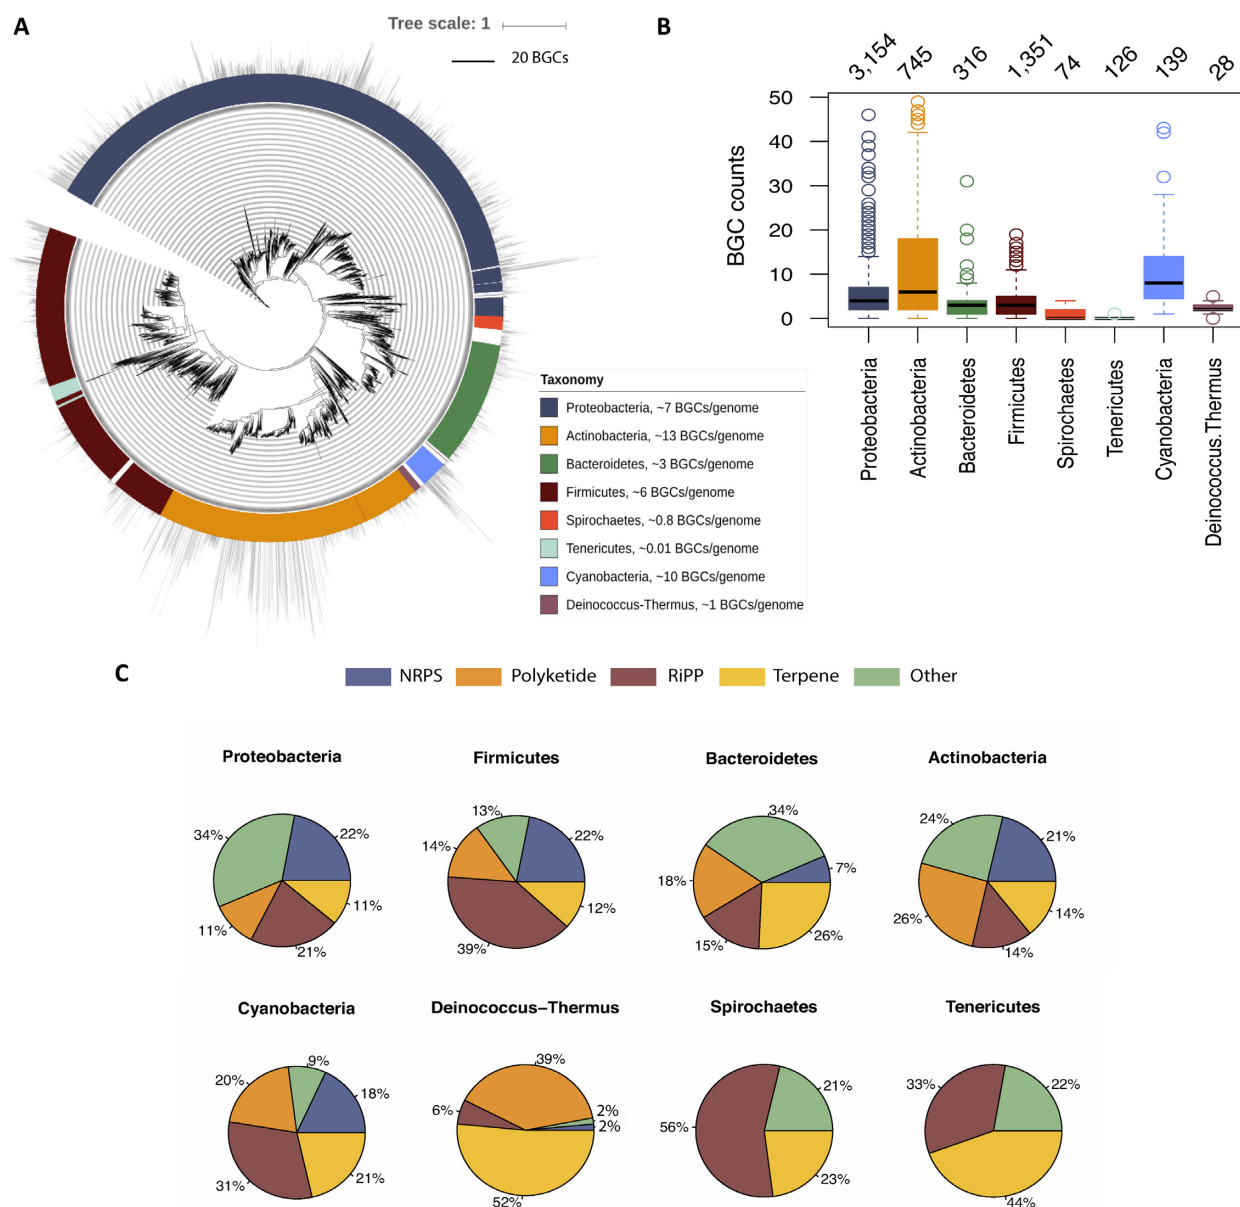 A
Tree scale: 1
20 BGCs
Taxonomy
Proteobacteria, ~7 BGCs/genome
Actinobacteria, ~13 BGCs/genome
Bacteroidetes, ~3 BGCs/genome
Firmicutes, ~6 BGCs/genome
Spirochaetes, ~0.8 BGCs/genome
Tenericutes, ~0.01 BGCs/genome
Cyanobacteria, ~10 BGCs/genome
Deinococcus-Thermus, ~1 BGCs/genome
B
3,154 745 316 1,351 74 126 139 28
BGC counts
50
40
30
20
10
0
Proteobacteria
Actinobacteria
Bacteroidetes
Firmicutes
Spirochaetes
Tenericutes
Cyanobacteria
Deinococcus.Thermus
C
NRPS Polyketide RiPP Terpene Other
Proteobacteria
34%
22%
11%
11%
21%
Firmicutes
13%
22%
14%
12%
39%
Bacteroidetes
34%
7%
18%
15%
26%
Actinobacteria
24%
21%
26%
14%
14%
Cyanobacteria
9%
20%
18%
31%
21%
Deinococcus–Thermus
39%
6%
2%
2%
52%
Spirochaetes
21%
56%
23%
Tenericutes
33%
22%
44%